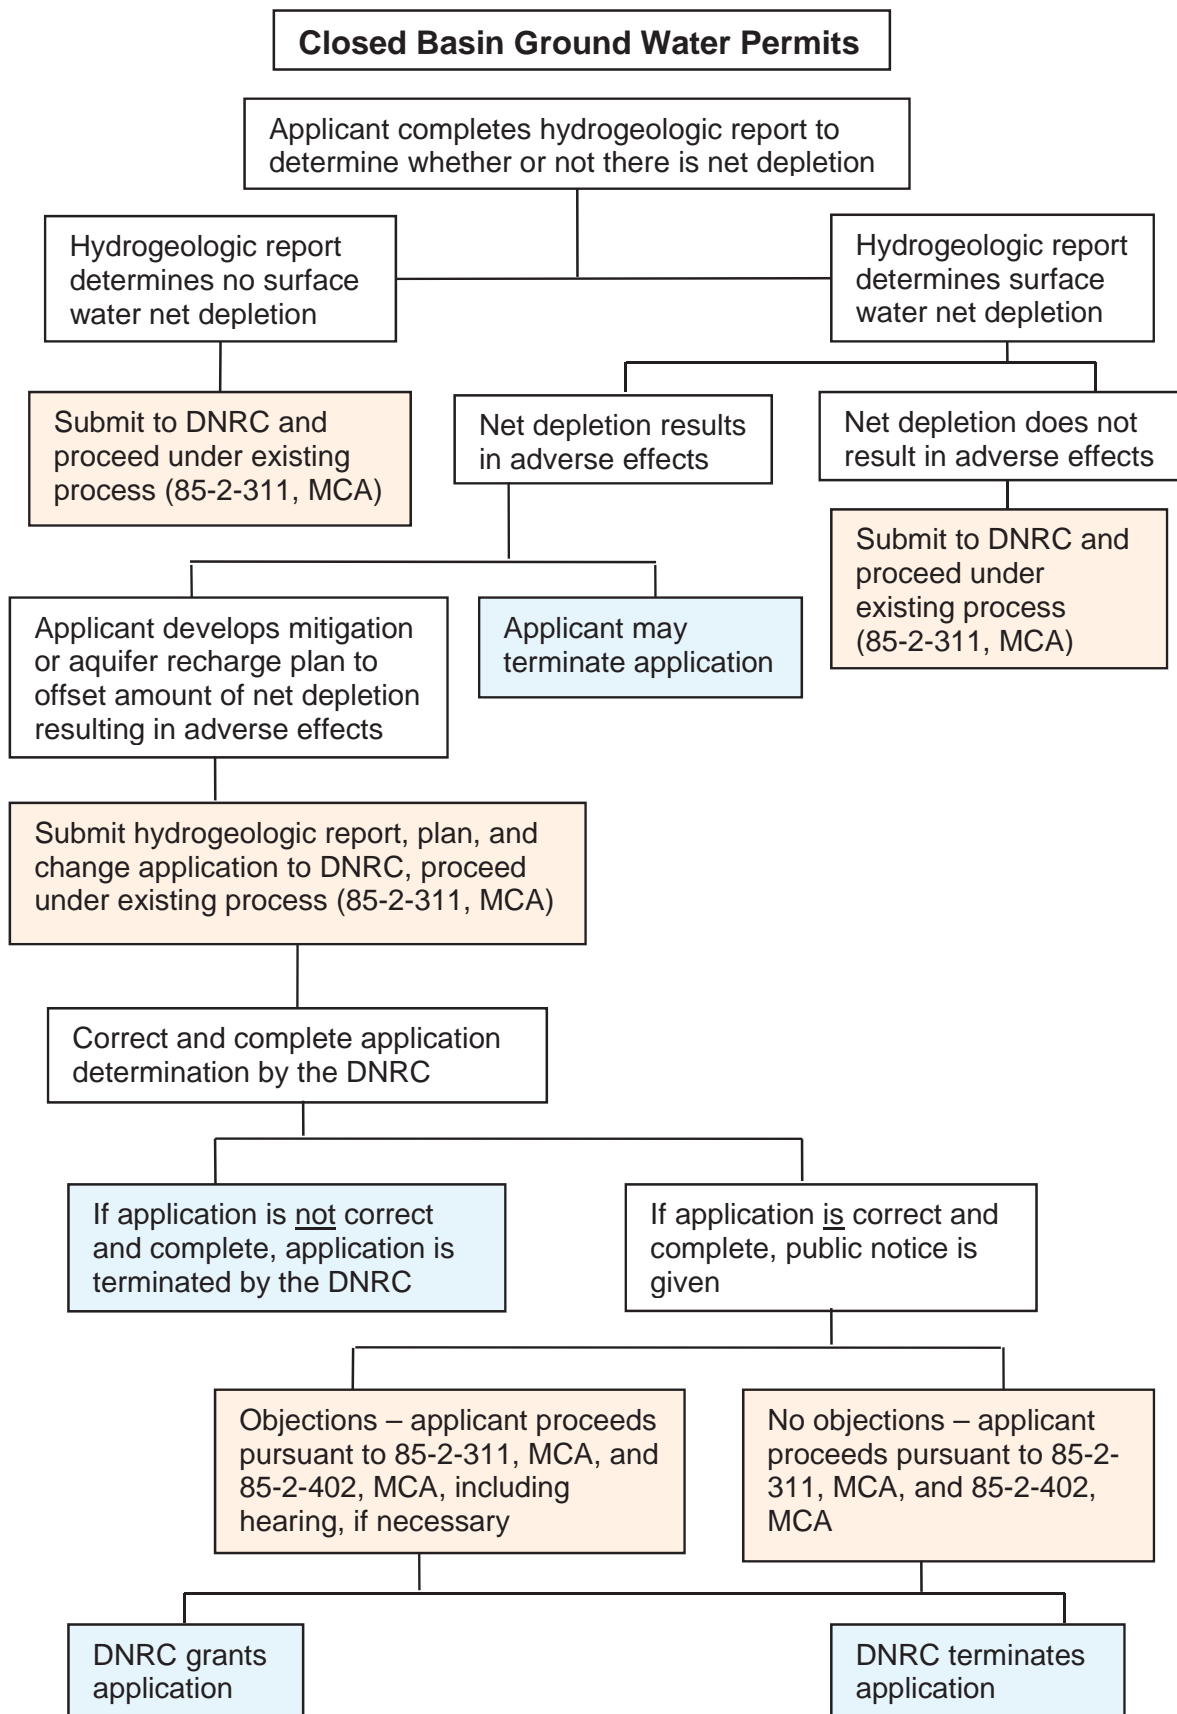 Closed Basin Ground Water Permits
Applicant completes hydrogeologic report to
determine whether or not there is net depletion
Hydrogeologic report
determines no surface
water net depletion
Hydrogeologic report
determines surface
water net depletion
Submit to DNRC and
proceed under existing
process (85-2-311, MCA)
Net depletion results
in adverse effects
Net depletion does not
result in adverse effects
Submit to DNRC and
proceed under
existing process
(85-2-311, MCA)
Applicant develops mitigation
or aquifer recharge plan to
offset amount of net depletion
resulting in adverse effects
Applicant may
terminate application
Submit hydrogeologic report, plan, and
change application to DNRC, proceed
under existing process (85-2-311, MCA)
Correct and complete application
determination by the DNRC
If application is not correct
and complete, application is
terminated by the DNRC
If application is correct and
complete, public notice is
given
Objections – applicant proceeds
pursuant to 85-2-311, MCA, and
85-2-402, MCA, including
hearing, if necessary
No objections – applicant
proceeds pursuant to 85-2-
311, MCA, and 85-2-402,
MCA
DNRC grants
application
DNRC terminates
application